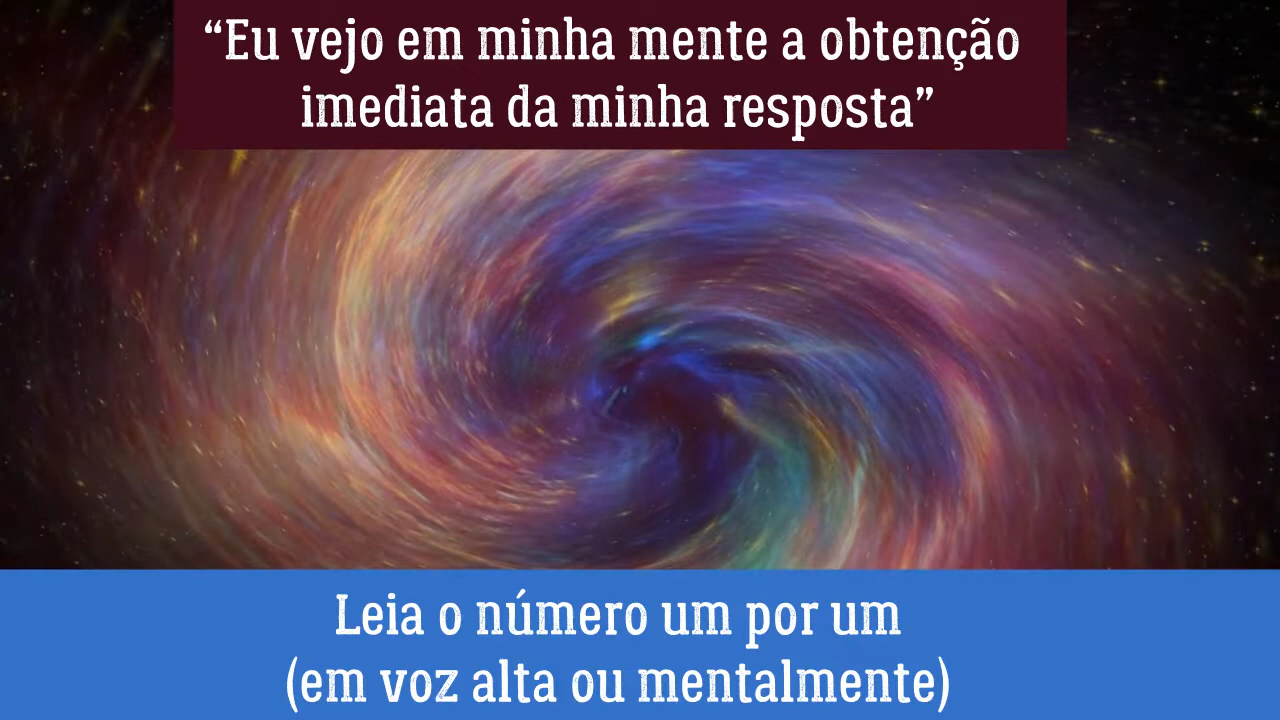 “Eu vejo em minha mente a obtenção
imediata da minha resposta”
Leia o número um por um
(em voz alta ou mentalmente)